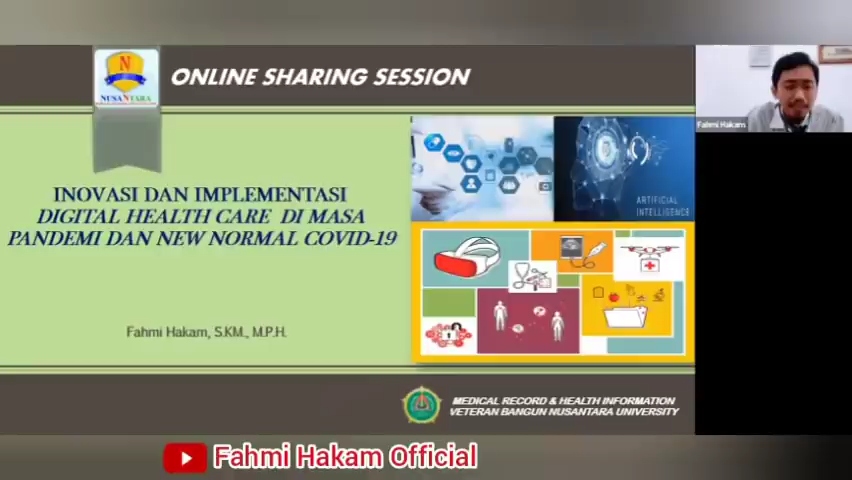 N
NUSANTARA
ONLINE SHARING SESSION
Fahmi Hakam
INOVASI DAN IMPLEMENTASI
DIGITAL HEALTH CARE DI MASA
PANDEMI DAN NEW NORMAL COVID-19
ARTIFICIAL
INTELLIGENCE
Fahmi Hakam, S.KM., M.P.H.
MEDICAL RECORD & HEALTH INFORMATION
VETERAN BANGUN NUSANTARA UNIVERSITY
Fahmi Hakam Official